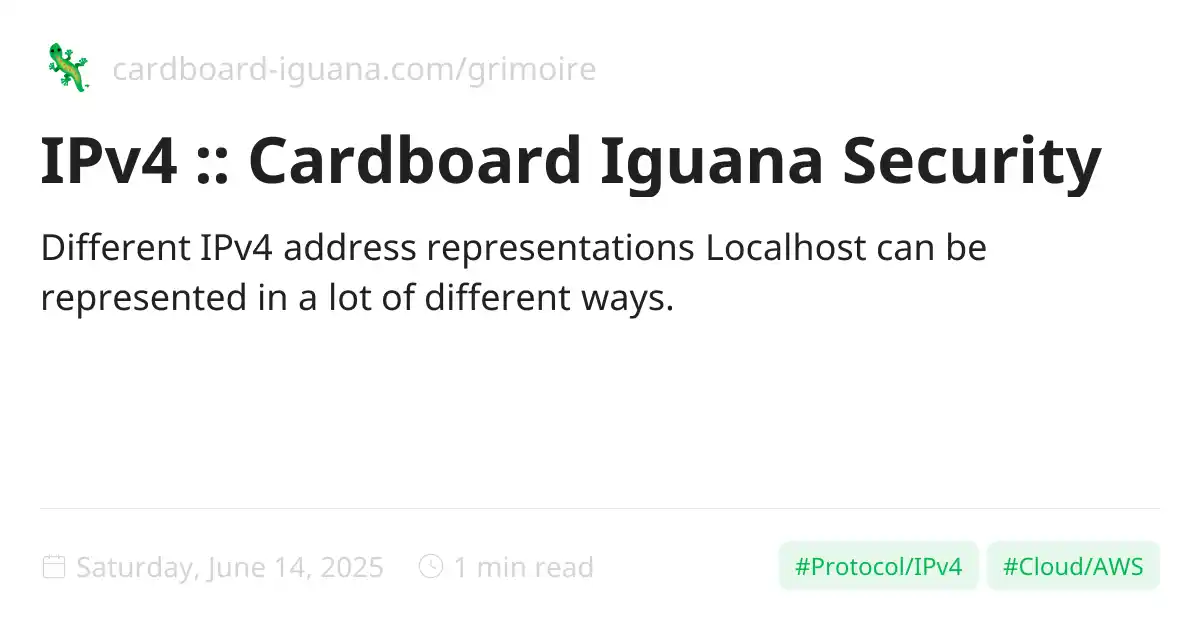 cardboard-iguana.com/grimoire
IPv4 :: Cardboard Iguana Security
Different IPv4 address representations Localhost can be
represented in a lot of different ways.
Saturday, June 14, 2025 1 min read #Protocol/IPv4 #Cloud/AWS